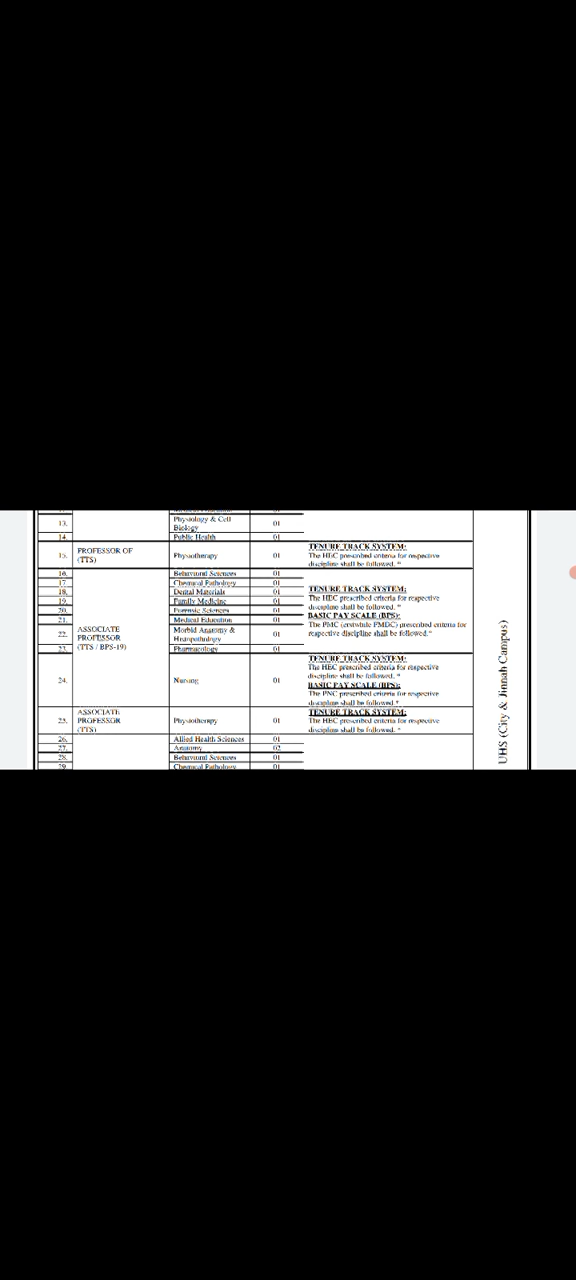 13. Physiology & Cell Biology 01
14. Public Health 01
15. PROFESSOR OF (TTS) Physiotherapy 01
TENURE TRACK SYSTEM:
The HEC prescribed criteria for respective
discipline shall be followed. *
16. Behavioural Sciences 01
17. Chemical Pathology 01
18. Dental Materials 01
19. Family Medicine 01
20. Forensic Sciences 01
21. Medical Education 01
22. Morbid Anatomy & Histopathology 01
23. Pharmacology 01
ASSOCIATE
PROFESSOR
(TTS / BPS-19)
TENURE TRACK SYSTEM:
The HEC prescribed criteria for respective
discipline shall be followed. *
BASIC PAY SCALE (BPS):
The PMC (erstwhile PMDC) prescribed criteria for
respective discipline shall be followed.*
24. Nursing 01
TENURE TRACK SYSTEM:
The HEC prescribed criteria for respective
discipline shall be followed. *
BASIC PAY SCALE (BPS):
The PNC prescribed criteria for respective
discipline shall be followed.*
25. ASSOCIATE PROFESSOR (TTS) Physiotherapy 01
TENURE TRACK SYSTEM:
The HEC prescribed criteria for respective
discipline shall be followed. *
26. Allied Health Sciences 01
27. Anatomy 02
28. Behavioural Sciences 01
29. Chemical Pathology 01
UHS (City & Jinnah Campus)